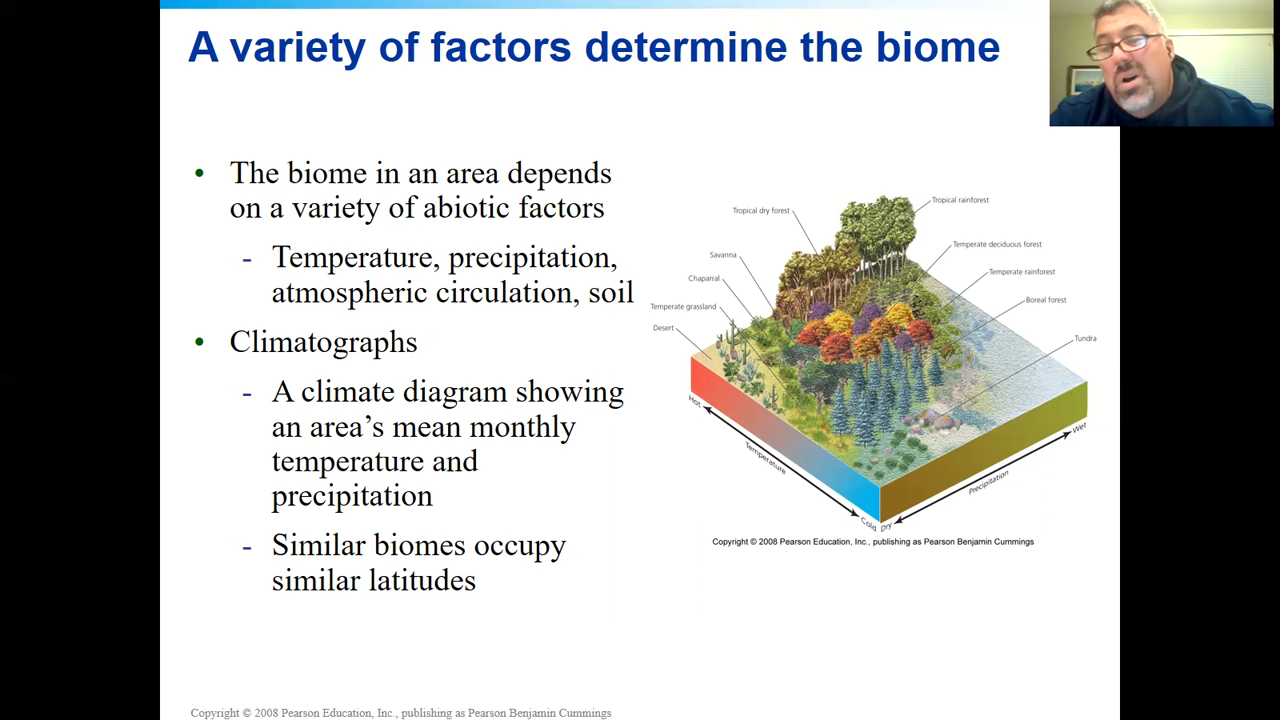 A variety of factors determine the biome
• The biome in an area depends
on a variety of abiotic factors
- Temperature, precipitation,
atmospheric circulation, soil
• Climatographs
- A climate diagram showing
an area's mean monthly
temperature and
precipitation
- Similar biomes occupy
similar latitudes
Tropical rainforest
Tropical dry forest
Temperate deciduous forest
Savanna
Temperate rainforest
Chaparral
Boreal forest
Temperate grassland
Desert
Tundra
Hot
Temperature
Cold
Dry
Precipitation
Wet
Copyright © 2008 Pearson Education, Inc., publishing as Pearson Benjamin Cummings
Copyright © 2008 Pearson Education, Inc., publishing as Pearson Benjamin Cummings